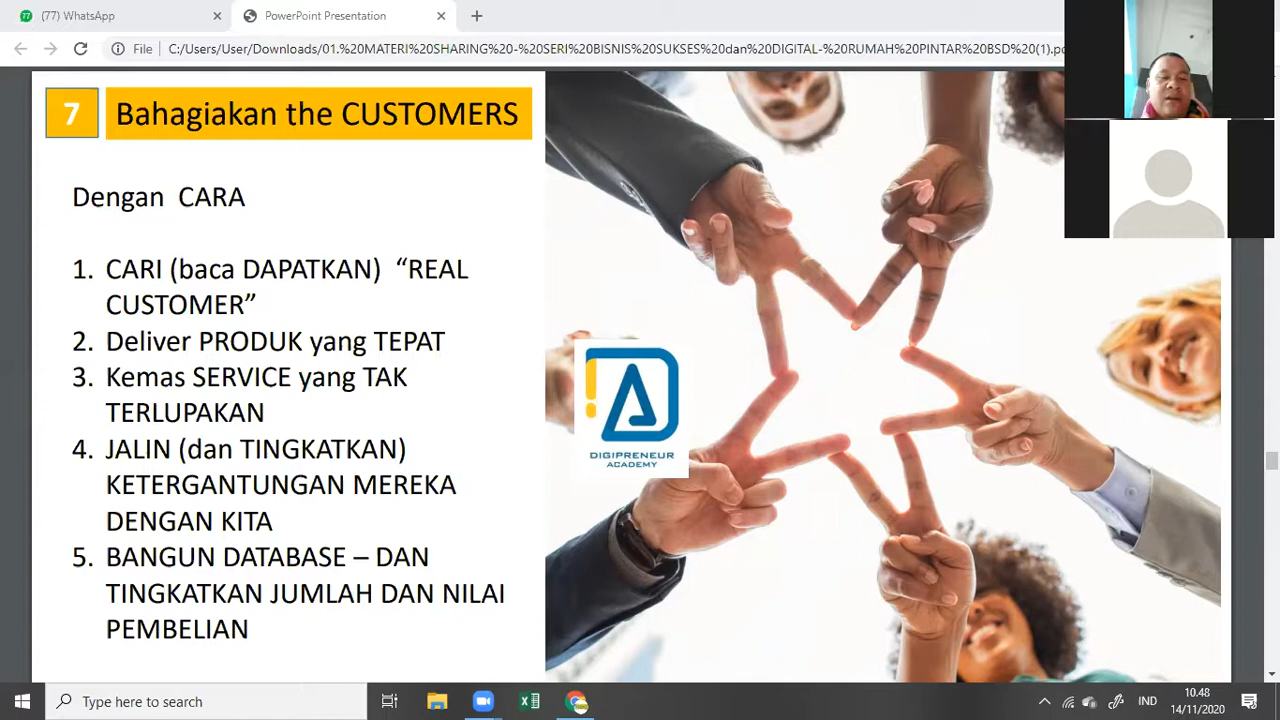 (77) WhatsApp
PowerPoint Presentation
File
C:/Users/User/Downloads/01.%20MATERI%20SHARING%20-%20SERI%20BISNIS%20SUKSES%20dan%20DIGITAL-%20RUMAH%20PINTAR%20BSD%20(1).pd
7
Bahagiakan the CUSTOMERS
Dengan CARA
1. CARI (baca DAPATKAN) “REAL
CUSTOMER”
2. Deliver PRODUK yang TEPAT
3. Kemas SERVICE yang TAK
TERLUPAKAN
4. JALIN (dan TINGKATKAN)
KETERGANTUNGAN MEREKA
DENGAN KITA
5. BANGUN DATABASE – DAN
TINGKATKAN JUMLAH DAN NILAI
PEMBELIAN
DIGIPRENEUR
ACADEMY
Type here to search
IND
10.48
14/11/2020